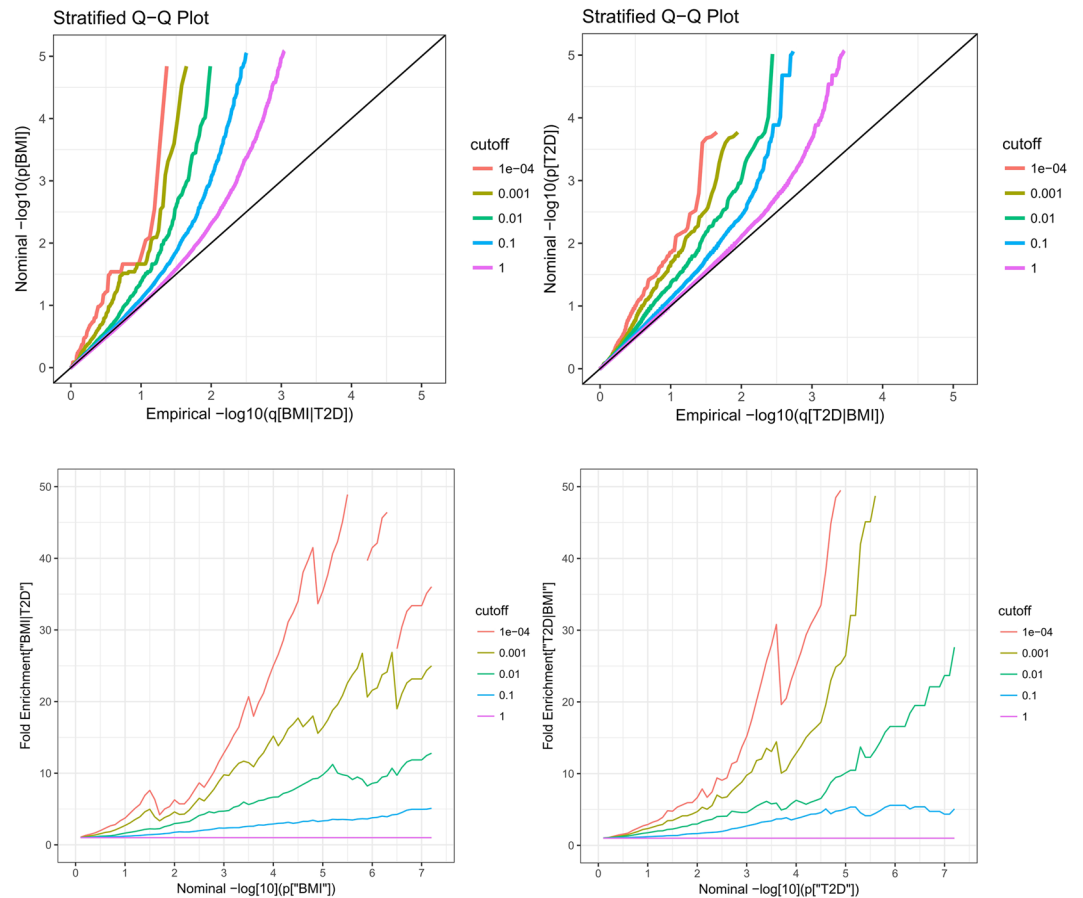 Stratified Q−Q Plot
5
4
3
2
1
0
Nominal −log10(p[BMI])
0 1 2 3 4 5
Empirical −log10(q[BMI|T2D])
cutoff
1e−04
0.001
0.01
0.1
1
Stratified Q−Q Plot
5
4
3
2
1
0
Nominal −log10(p[T2D])
0 1 2 3 4 5
Empirical −log10(q[T2D|BMI])
cutoff
1e−04
0.001
0.01
0.1
1
50
40
30
20
10
0
Fold Enrichment["BMI|T2D"]
0 1 2 3 4 5 6 7
Nominal −log[10](p["BMI"])
cutoff
1e−04
0.001
0.01
0.1
1
50
40
30
20
10
0
Fold Enrichment["T2D|BMI"]
0 1 2 3 4 5 6 7
Nominal −log[10](p["T2D"])
cutoff
1e−04
0.001
0.01
0.1
1